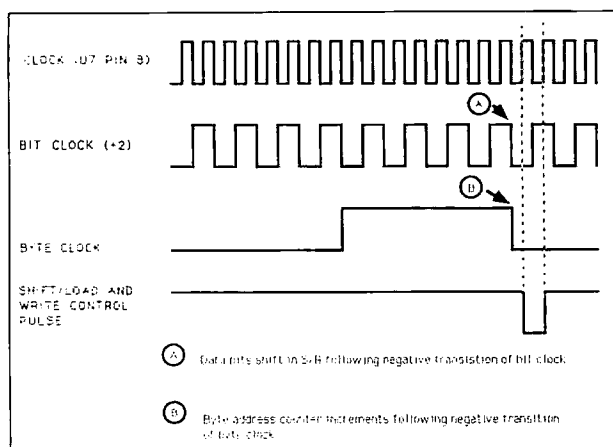 CLOCK (U7 PIN 8)
A
BIT CLOCK (÷2)
B
BYTE CLOCK
SHIFT/LOAD AND
WRITE CONTROL
PULSE
A Data bits shift in S/R following negative transistion of bit clock
B Byte address counter increments following negative transition
of byte clock